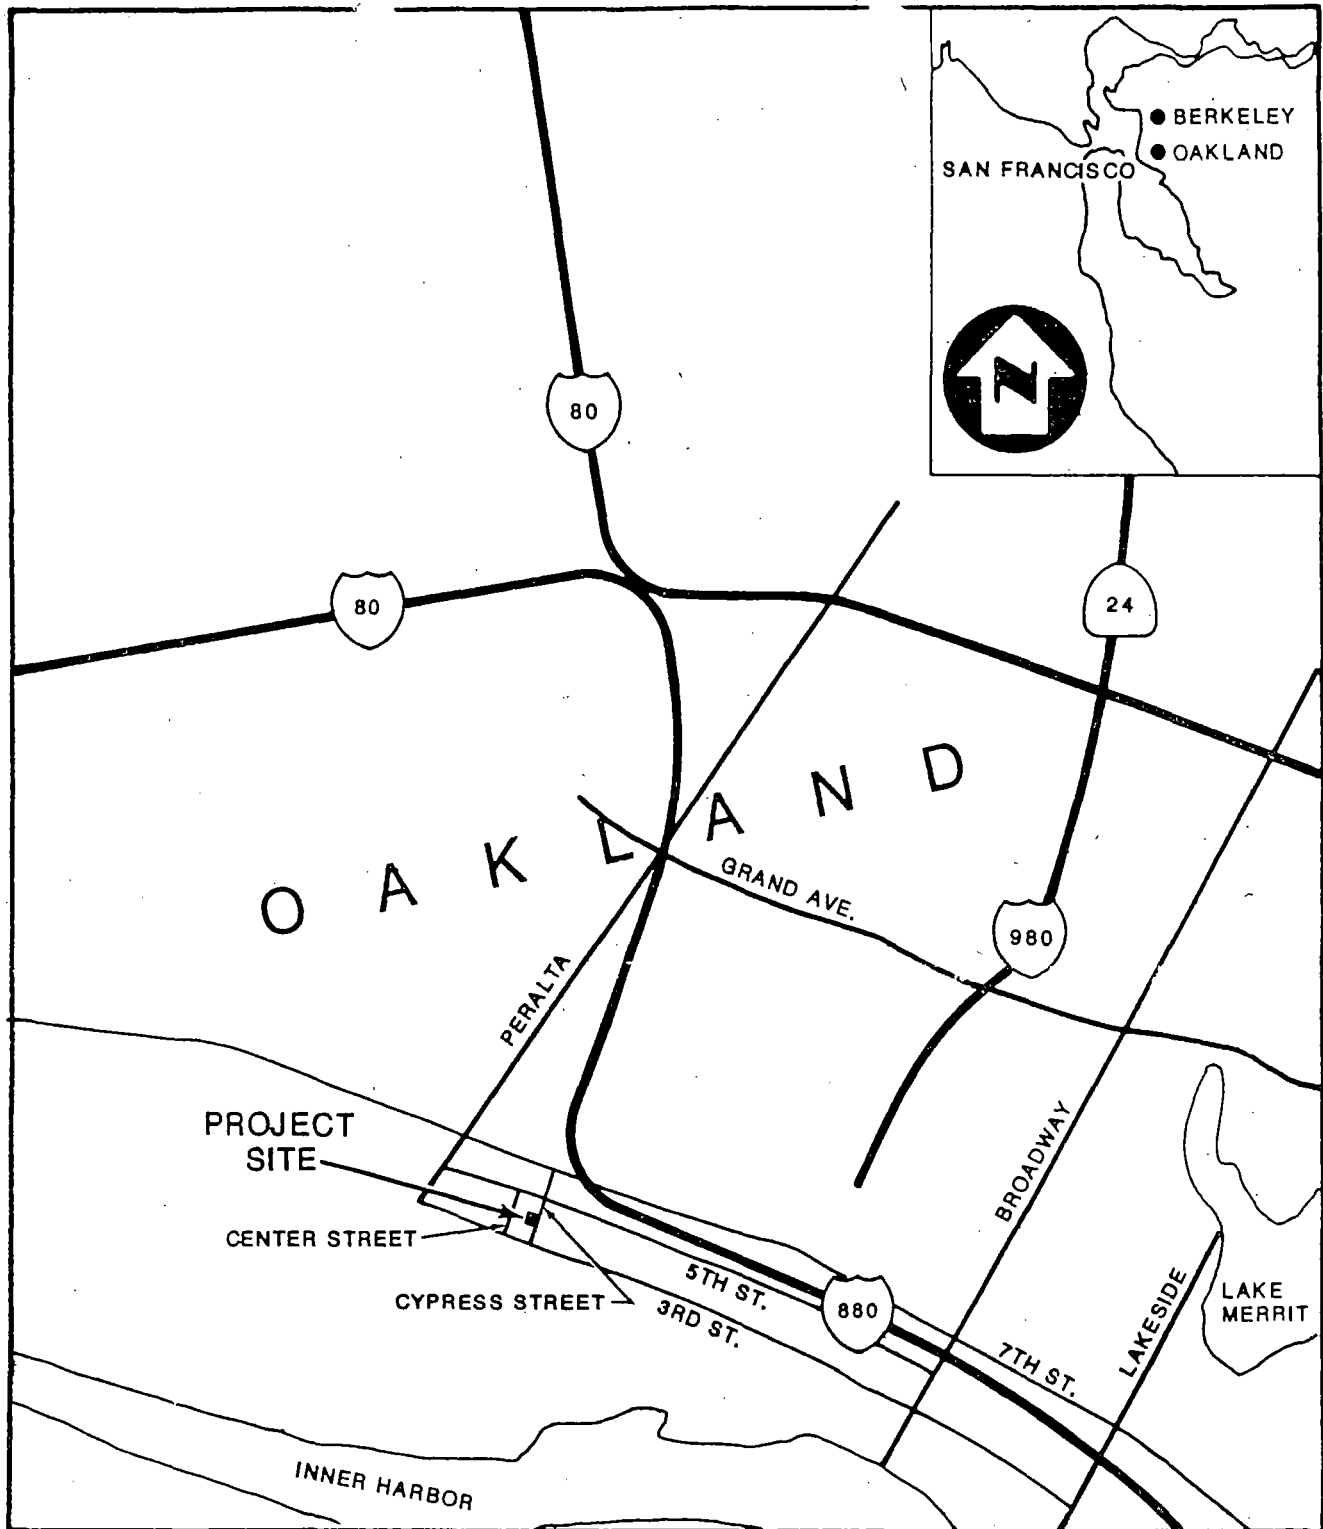 BERKELEY
OAKLAND
SAN FRANCISCO
N
80
80
24
OAKLAND
GRAND AVE.
980
PERALTA
PROJECT
SITE
BROADWAY
CENTER STREET
CYPRESS STREET
5TH ST.
3RD ST.
880
7TH ST.
LAKESIDE
LAKE
MERRIT
INNER HARBOR